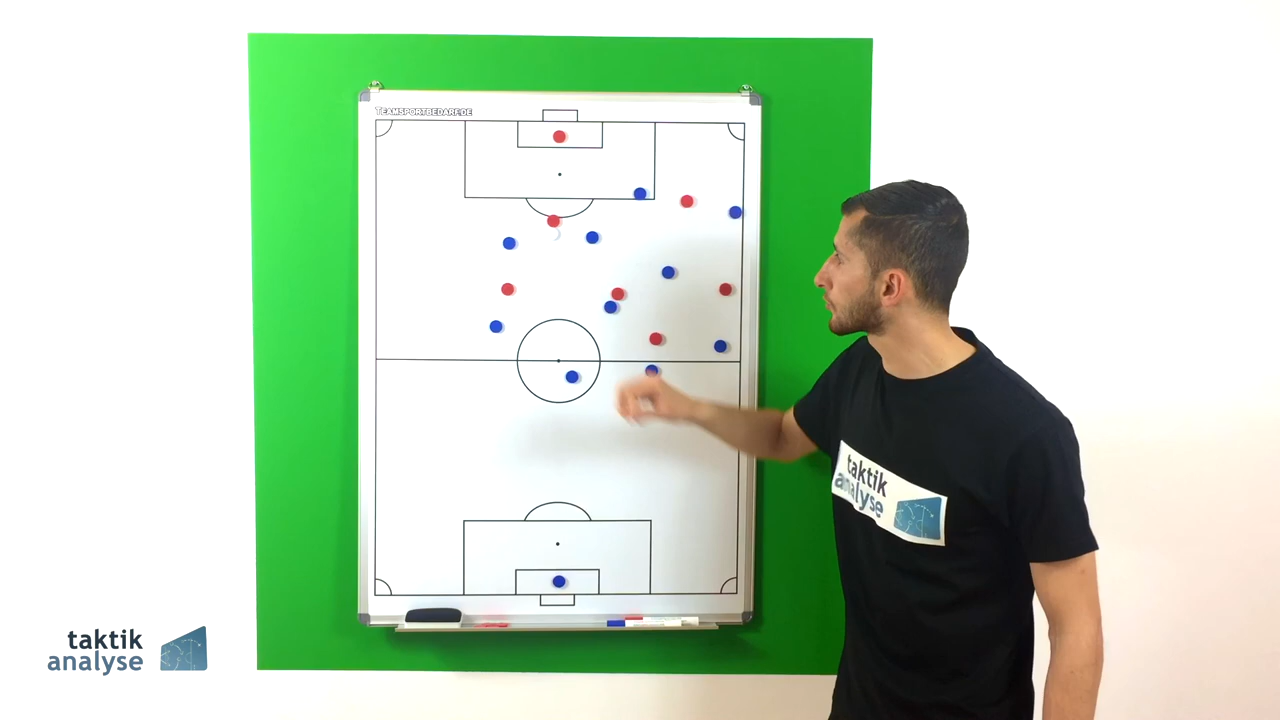 TEAMSPORTBEDARF.DE
taktik
analyse
taktik
analyse